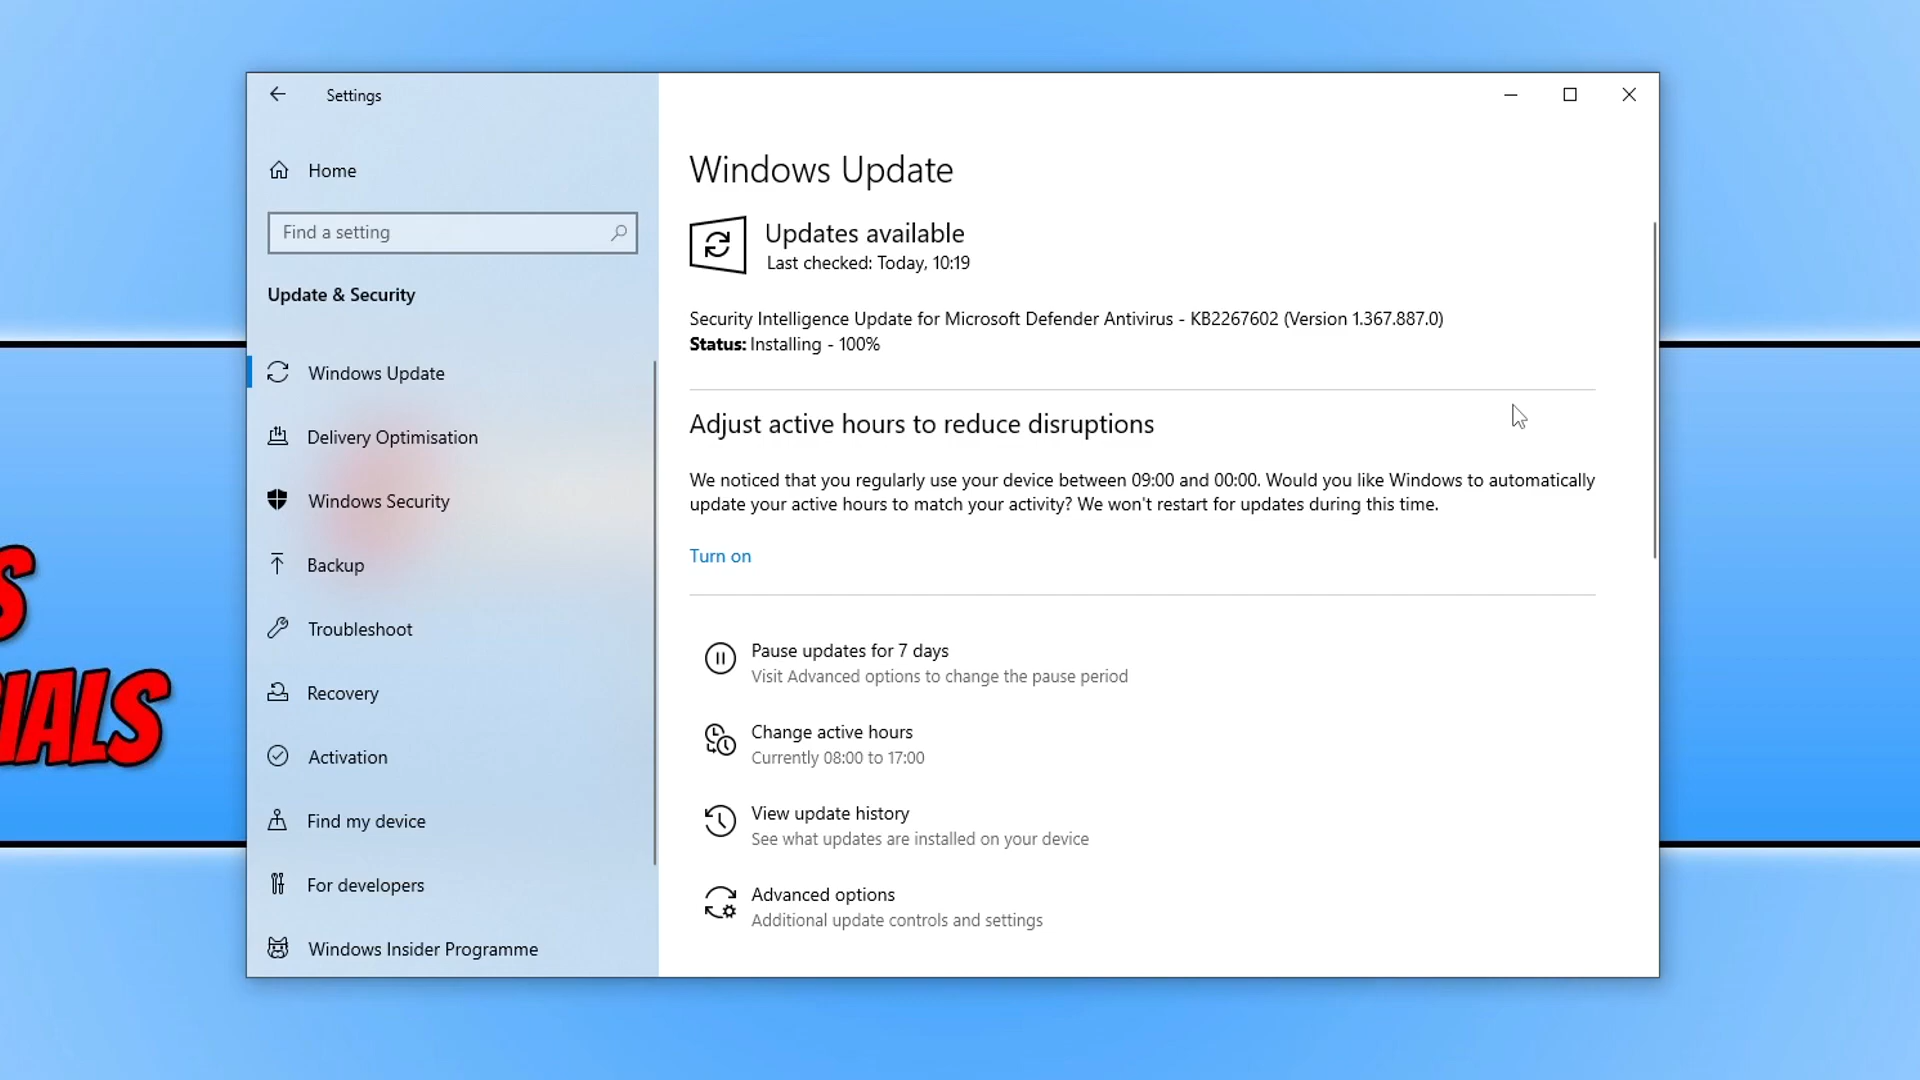 Settings
Home
Find a setting
Update & Security
Windows Update
Delivery Optimisation
Windows Security
Backup
Troubleshoot
Recovery
Activation
Find my device
For developers
Windows Insider Programme
Windows Update
Updates available
Last checked: Today, 10:19
Security Intelligence Update for Microsoft Defender Antivirus - KB2267602 (Version 1.367.887.0)
Status: Installing - 100%
Adjust active hours to reduce disruptions
We noticed that you regularly use your device between 09:00 and 00:00. Would you like Windows to automatically
update your active hours to match your activity? We won't restart for updates during this time.
Turn on
Pause updates for 7 days
Visit Advanced options to change the pause period
Change active hours
Currently 08:00 to 17:00
View update history
See what updates are installed on your device
Advanced options
Additional update controls and settings
S
IALS